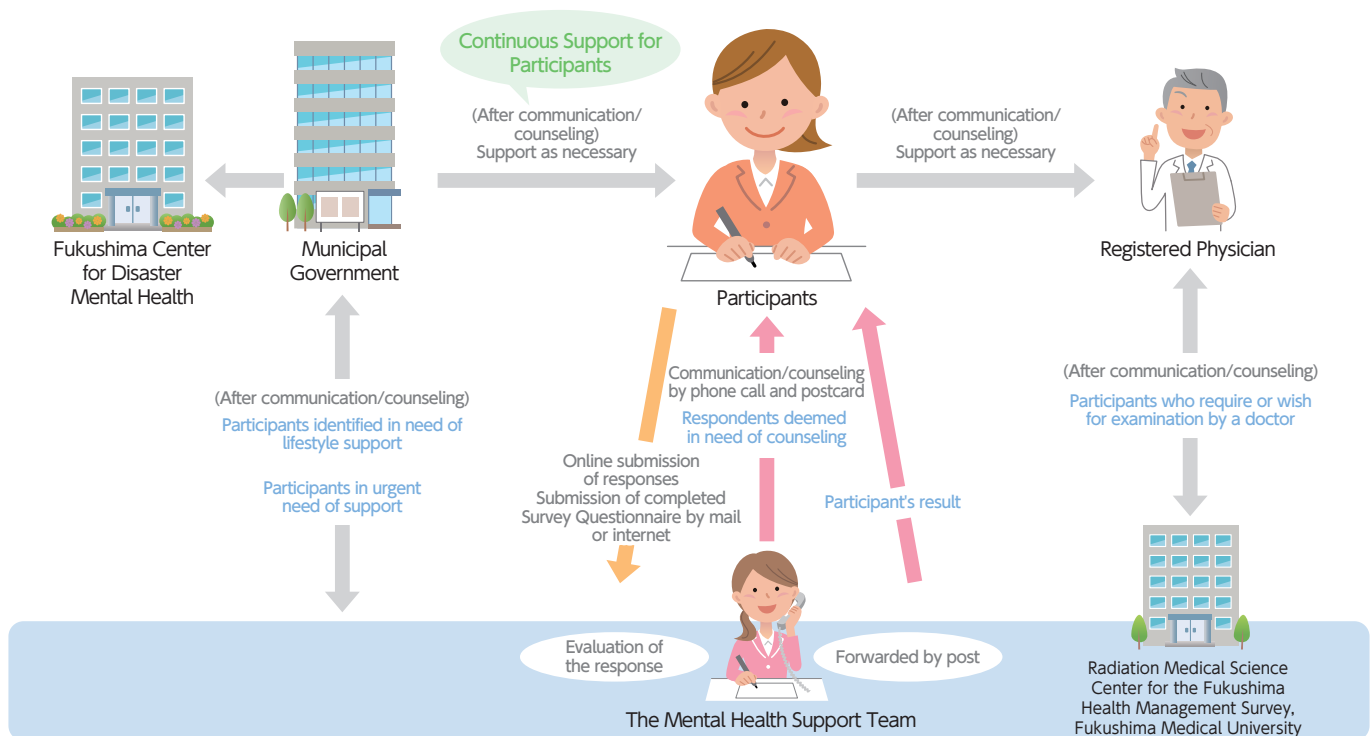 Continuous Support for
Participants
(After communication/
counseling)
Support as necessary
(After communication/
counseling)
Support as necessary
Fukushima Center
for Disaster
Mental Health
Municipal
Government
Participants
Registered Physician
(After communication/counseling)
Participants identified in need of
lifestyle support
Participants in urgent
need of support
Communication/counseling
by phone call and postcard
Respondents deemed
in need of counseling
Online submission
of responses
Submission of completed
Survey Questionnaire by mail
or internet
Participant's result
(After communication/counseling)
Participants who require or wish
for examination by a doctor
Evaluation of
the response
Forwarded by post
The Mental Health Support Team
Radiation Medical Science
Center for the Fukushima
Health Management Survey,
Fukushima Medical University